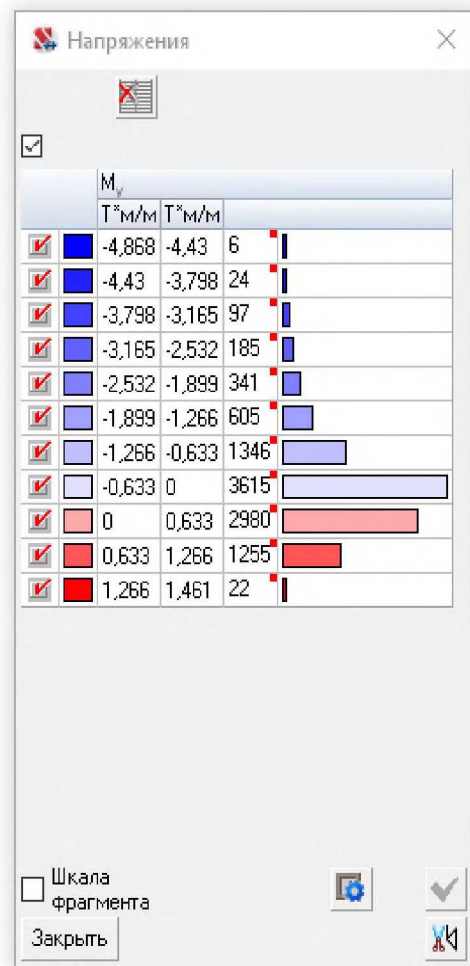 Напряжения
My
Т*м/м Т*м/м
-4,868 -4,43 6
-4,43 -3,798 24
-3,798 -3,165 97
-3,165 -2,532 185
-2,532 -1,899 341
-1,899 -1,266 605
-1,266 -0,633 1346
-0,633 0 3615
0 0,633 2980
0,633 1,266 1255
1,266 1,461 22
Шкала
фрагмента
Закрыть